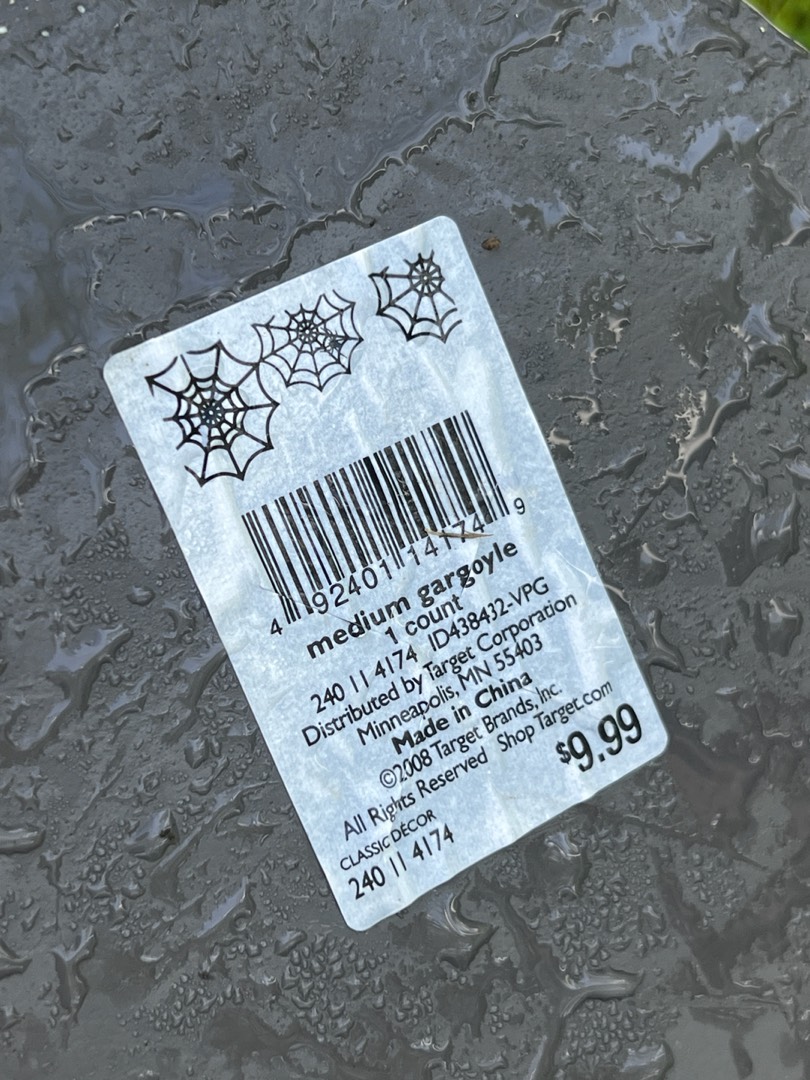 4 92401 14174 9
medium gargoyle
1 count
240 11 4174 ID438432-VPG
Distributed by Target Corporation
Minneapolis, MN 55403
Made in China
©2008 Target Brands, Inc.
All Rights Reserved Shop Target.com
CLASSIC DÉCOR
240 11 4174
$9.99